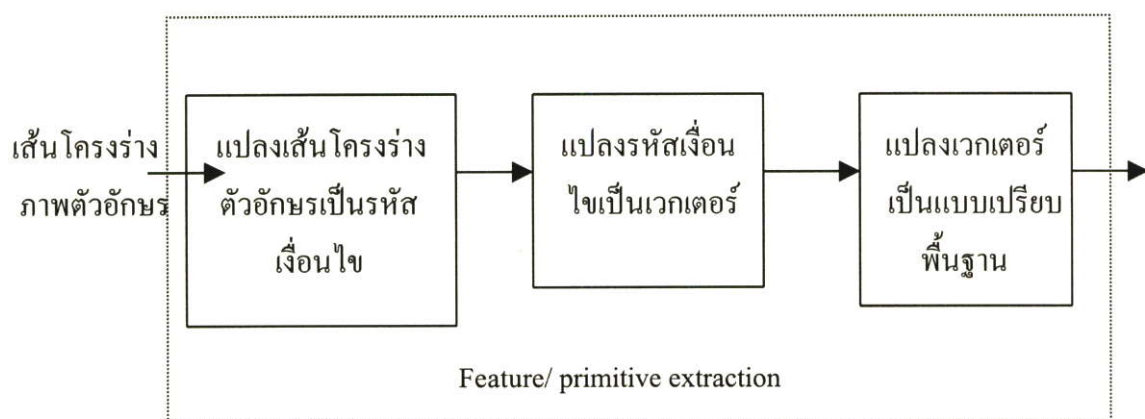 เส้นโครงร่าง
ภาพตัวอักษร
แปลงเส้นโครงร่าง
ตัวอักษรเป็นรหัส
เงื่อนไข
แปลงรหัสเงื่อน
ไขเป็นเวกเตอร์
แปลงเวกเตอร์
เป็นแบบเปรียบ
พื้นฐาน
Feature/ primitive extraction